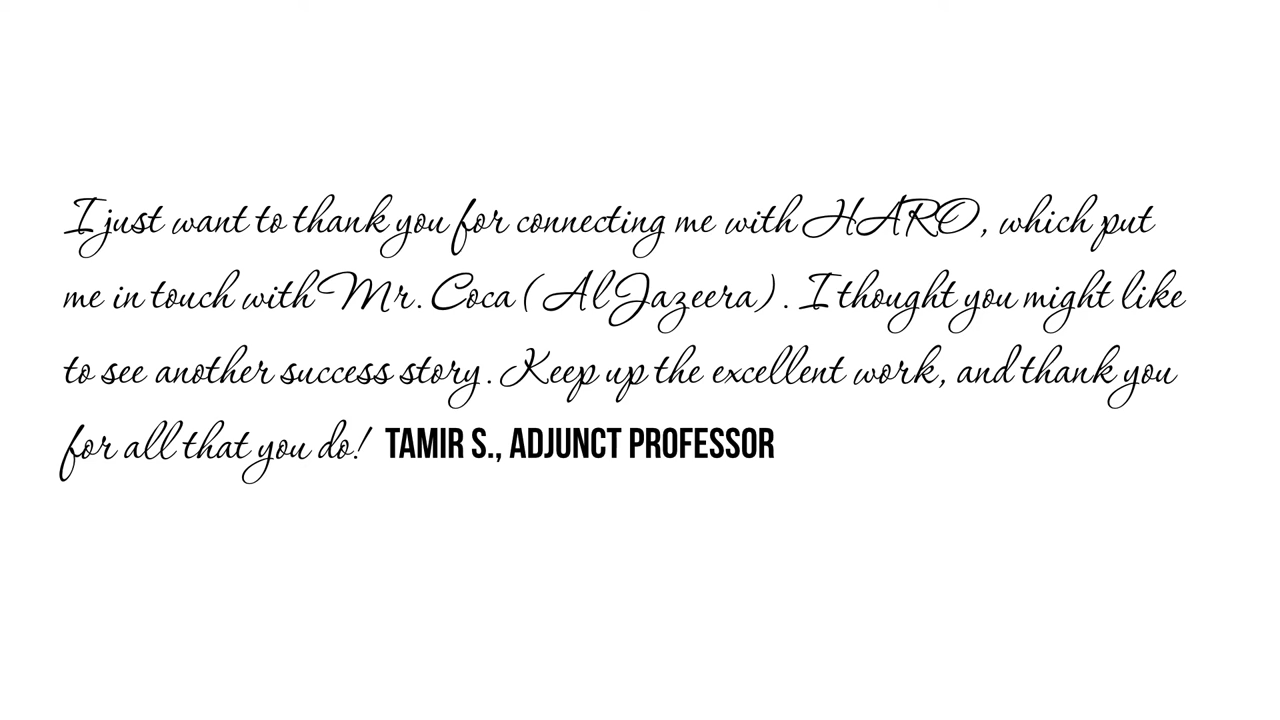 I just want to thank you for connecting me with HARO, which put
me in touch with Mr. Coca (Al Jazeera). I thought you might like
to see another success story. Keep up the excellent work, and thank you
for all that you do! TAMIR S., ADJUNCT PROFESSOR